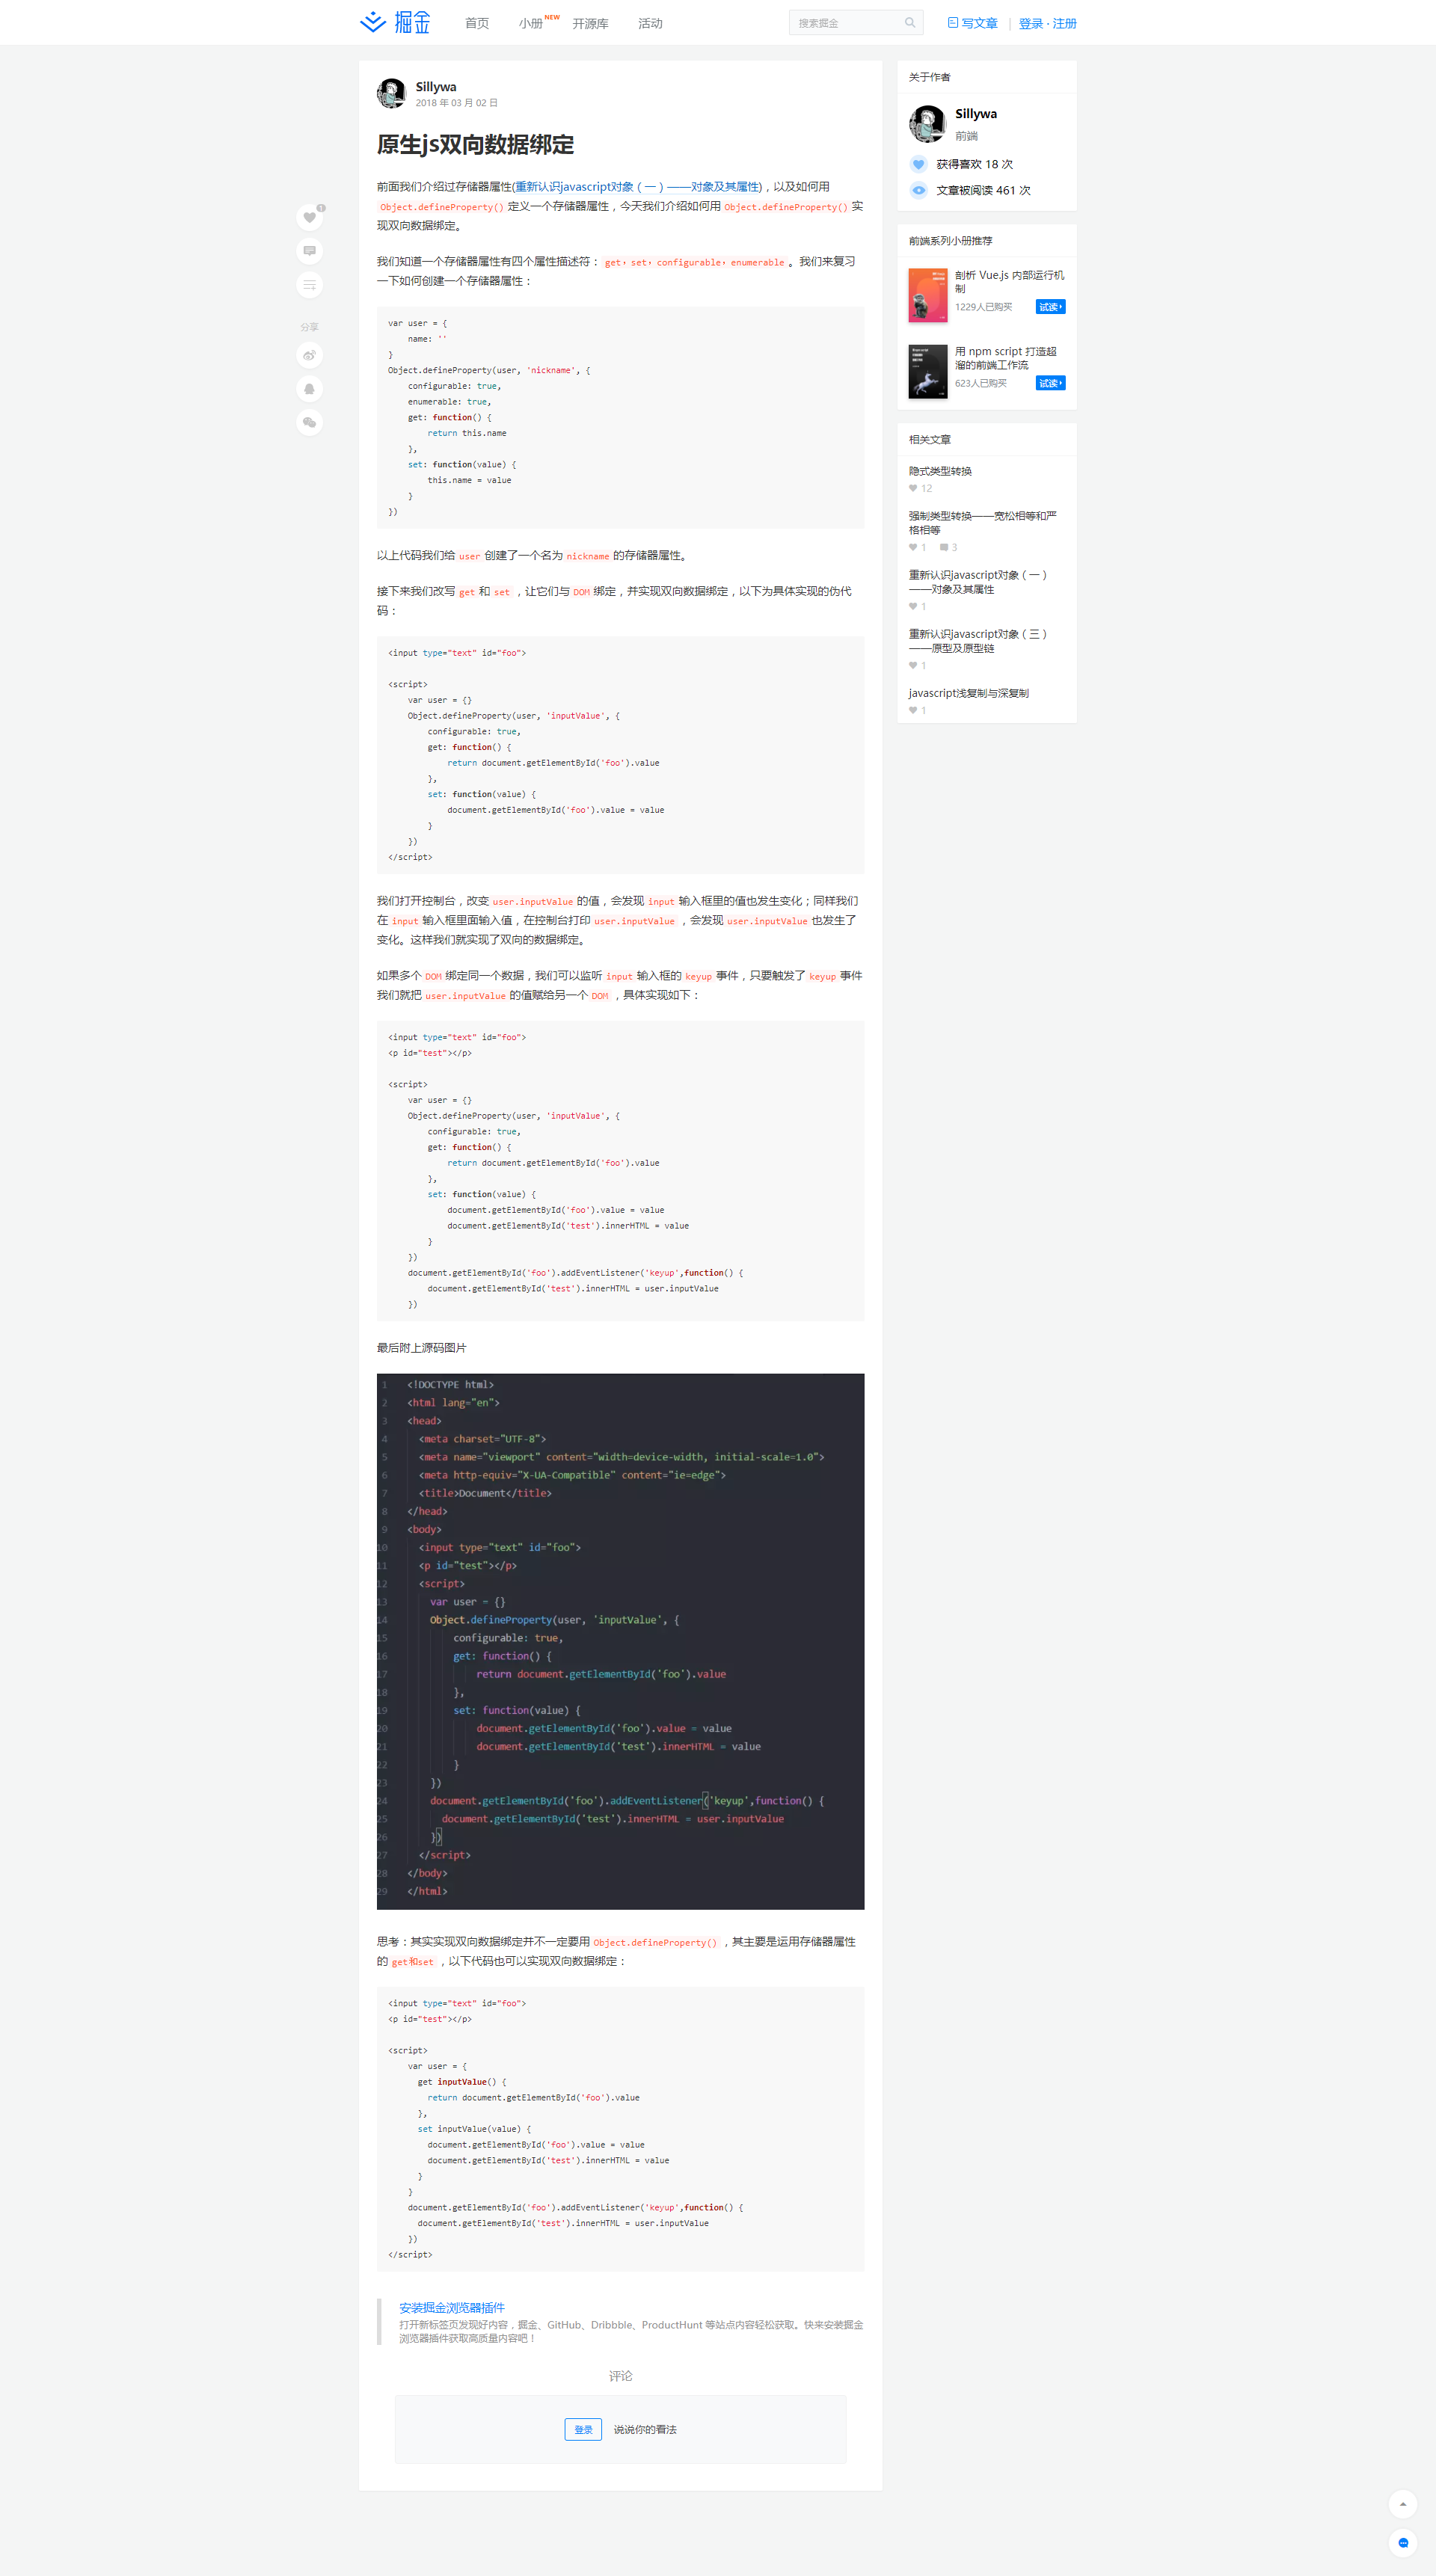 掘金
首页
小册
NEW
开源库
活动
搜索掘金
写文章
登录 · 注册
Sillywa
2018 年 03 月 02 日
原生js双向数据绑定
前面我们介绍过存储器属性(重新认识javascript对象（一）——对象及其属性)，以及如何用
Object.defineProperty() 定义一个存储器属性，今天我们介绍如何用 Object.defineProperty() 实
现双向数据绑定。
我们知道一个存储器属性有四个属性描述符： get，set，configurable，enumerable 。我们来复习
一下如何创建一个存储器属性：
var user = {
    name: ''
}
Object.defineProperty(user, 'nickname', {
    configurable: true,
    enumerable: true,
    get: function() {
        return this.name
    },
    set: function(value) {
        this.name = value
    }
})
以上代码我们给 user 创建了一个名为 nickname 的存储器属性。
接下来我们改写 get 和 set ，让它们与 DOM 绑定，并实现双向数据绑定，以下为具体实现的伪代
码：
<input type="text" id="foo">
<script>
    var user = {}
    Object.defineProperty(user, 'inputValue', {
        configurable: true,
        get: function() {
            return document.getElementById('foo').value
        },
        set: function(value) {
            document.getElementById('foo').value = value
        }
    })
</script>
我们打开控制台，改变 user.inputValue 的值，会发现 input 输入框里的值也发生变化；同样我们
在 input 输入框里面输入值，在控制台打印 user.inputValue ，会发现 user.inputValue 也发生了
变化。这样我们就实现了双向的数据绑定。
如果多个 DOM 绑定同一个数据，我们可以监听 input 输入框的 keyup 事件，只要触发了 keyup 事件
我们就把 user.inputValue 的值赋给另一个 DOM ，具体实现如下：
<input type="text" id="foo">
<p id="test"></p>
<script>
    var user = {}
    Object.defineProperty(user, 'inputValue', {
        configurable: true,
        get: function() {
            return document.getElementById('foo').value
        },
        set: function(value) {
            document.getElementById('foo').value = value
            document.getElementById('test').innerHTML = value
        }
    })
    document.getElementById('foo').addEventListener('keyup',function() {
        document.getElementById('test').innerHTML = user.inputValue
    })
最后附上源码图片
1 <!DOCTYPE html>
2 <html lang="en">
3 <head>
4   <meta charset="UTF-8">
5   <meta name="viewport" content="width=device-width, initial-scale=1.0">
6   <meta http-equiv="X-UA-Compatible" content="ie=edge">
7   <title>Document</title>
8 </head>
9 <body>
10   <input type="text" id="foo">
11   <p id="test"></p>
12   <script>
13     var user = {}
14     Object.defineProperty(user, 'inputValue', {
15         configurable: true,
16         get: function() {
17             return document.getElementById('foo').value
18         },
19         set: function(value) {
20             document.getElementById('foo').value = value
21             document.getElementById('test').innerHTML = value
22         }
23     })
24     document.getElementById('foo').addEventListener('keyup',function() {
25       document.getElementById('test').innerHTML = user.inputValue
26     })
27   </script>
28 </body>
29 </html>
思考：其实实现双向数据绑定并不一定要用 Object.defineProperty() ，其主要是运用存储器属性
的 get和set ，以下代码也可以实现双向数据绑定：
<input type="text" id="foo">
<p id="test"></p>
<script>
    var user = {
      get inputValue() {
        return document.getElementById('foo').value
      },
      set inputValue(value) {
        document.getElementById('foo').value = value
        document.getElementById('test').innerHTML = value
      }
    }
    document.getElementById('foo').addEventListener('keyup',function() {
      document.getElementById('test').innerHTML = user.inputValue
    })
</script>
安装掘金浏览器插件
打开新标签页发现好内容，掘金、GitHub、Dribbble、ProductHunt 等站点内容轻松获取。快来安装掘金
浏览器插件获取高质量内容吧！
评论
登录
说说你的看法
1
分享
关于作者
Sillywa
前端
获得喜欢 18 次
文章被阅读 461 次
前端系列小册推荐
剖析 Vue.js 内部运行机
制
1229人已购买
试读
用 npm script 打造超
溜的前端工作流
623人已购买
试读
相关文章
隐式类型转换
12
强制类型转换——宽松相等和严
格相等
1
3
重新认识javascript对象（一）
——对象及其属性
1
重新认识javascript对象（三）
——原型及原型链
1
javascript浅复制与深复制
1